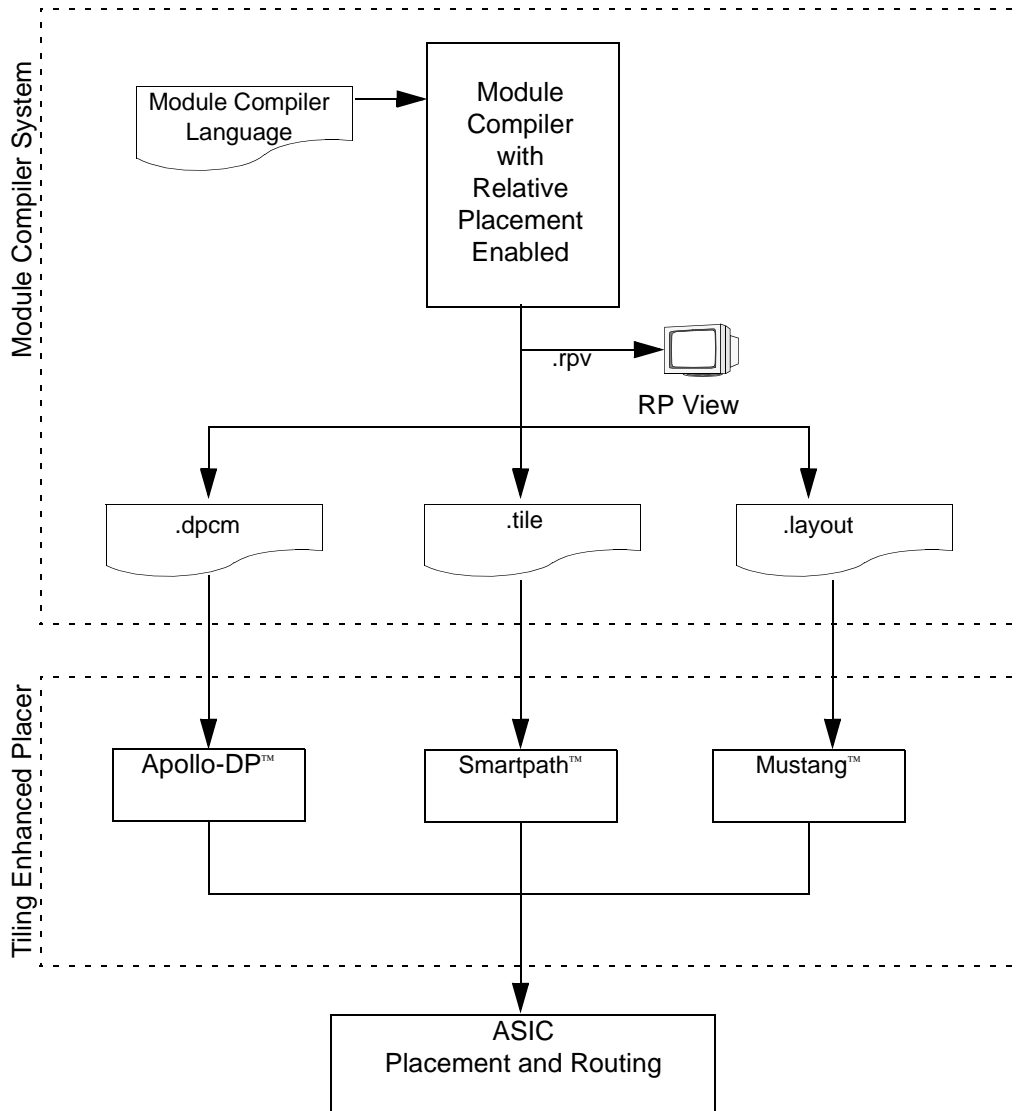 Module Compiler System
Module Compiler
Language
Module
Compiler
with
Relative
Placement
Enabled
.rpv
RP View
.dpcm
.tile
.layout
Tiling Enhanced Placer
Apollo-DP™
Smartpath™
Mustang™
ASIC
Placement and Routing